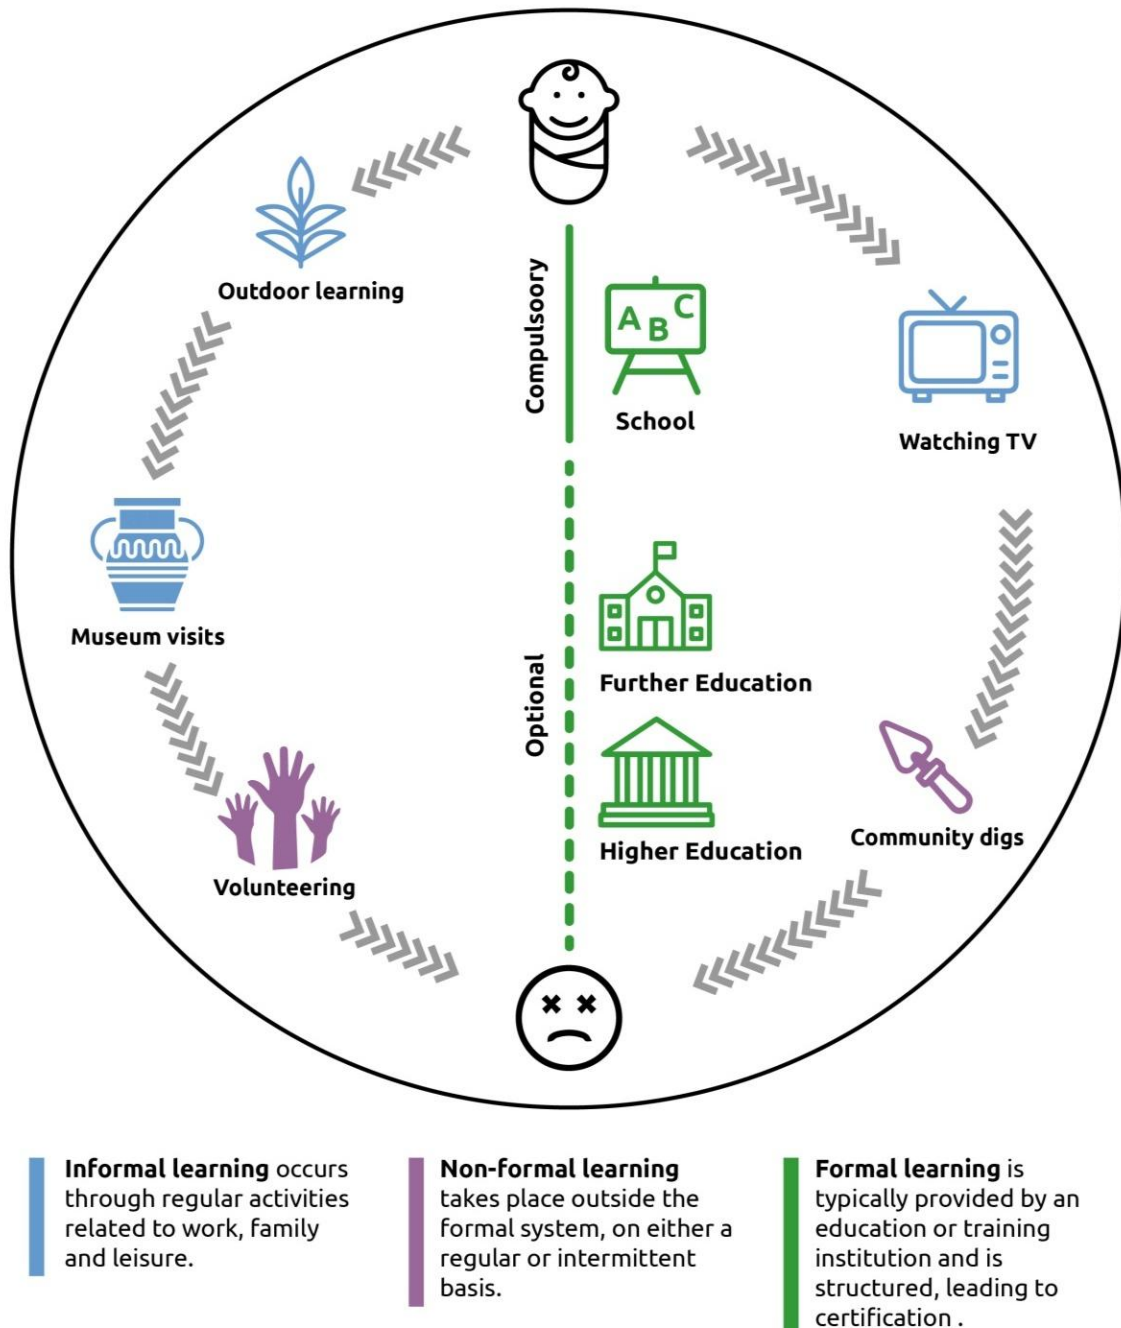 Outdoor learning
Compulsoory
A B C
School
Watching TV
Museum visits
Optional
Further Education
Higher Education
Volunteering
Community digs
Informal learning occurs
through regular activities
related to work, family
and leisure.
Non-formal learning
takes place outside the
formal system, on either a
regular or intermittent
basis.
Formal learning is
typically provided by an
education or training
institution and is
structured, leading to
certification .